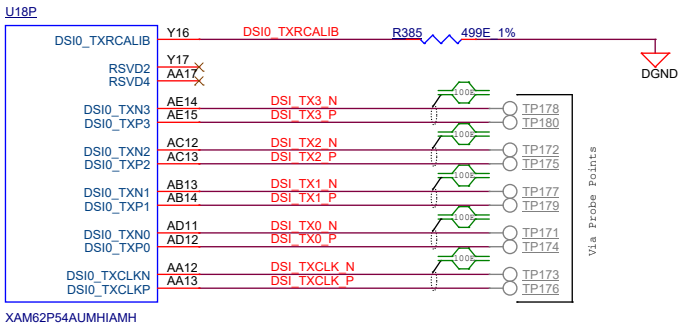 U18P
DSI0_TXRCALIB Y16 DSI0_TXRCALIB R385 499E_1%
DGND
RSVD2 Y17
RSVD4 AA17
100E
DSI0_TXN3 AE14 DSI_TX3_N TP178
DSI0_TXP3 AE15 DSI_TX3_P TP180
100E
DSI0_TXN2 AC12 DSI_TX2_N TP172
DSI0_TXP2 AC13 DSI_TX2_P TP175
100E
DSI0_TXN1 AB13 DSI_TX1_N TP177
DSI0_TXP1 AB14 DSI_TX1_P TP179
100E
DSI0_TXN0 AD11 DSI_TX0_N TP171
DSI0_TXP0 AD12 DSI_TX0_P TP174
100E
DSI0_TXCLKN AA12 DSI_TXCLK_N TP173
DSI0_TXCLKP AA13 DSI_TXCLK_P TP176
Via Probe Points
XAM62P54AUMHIAMH